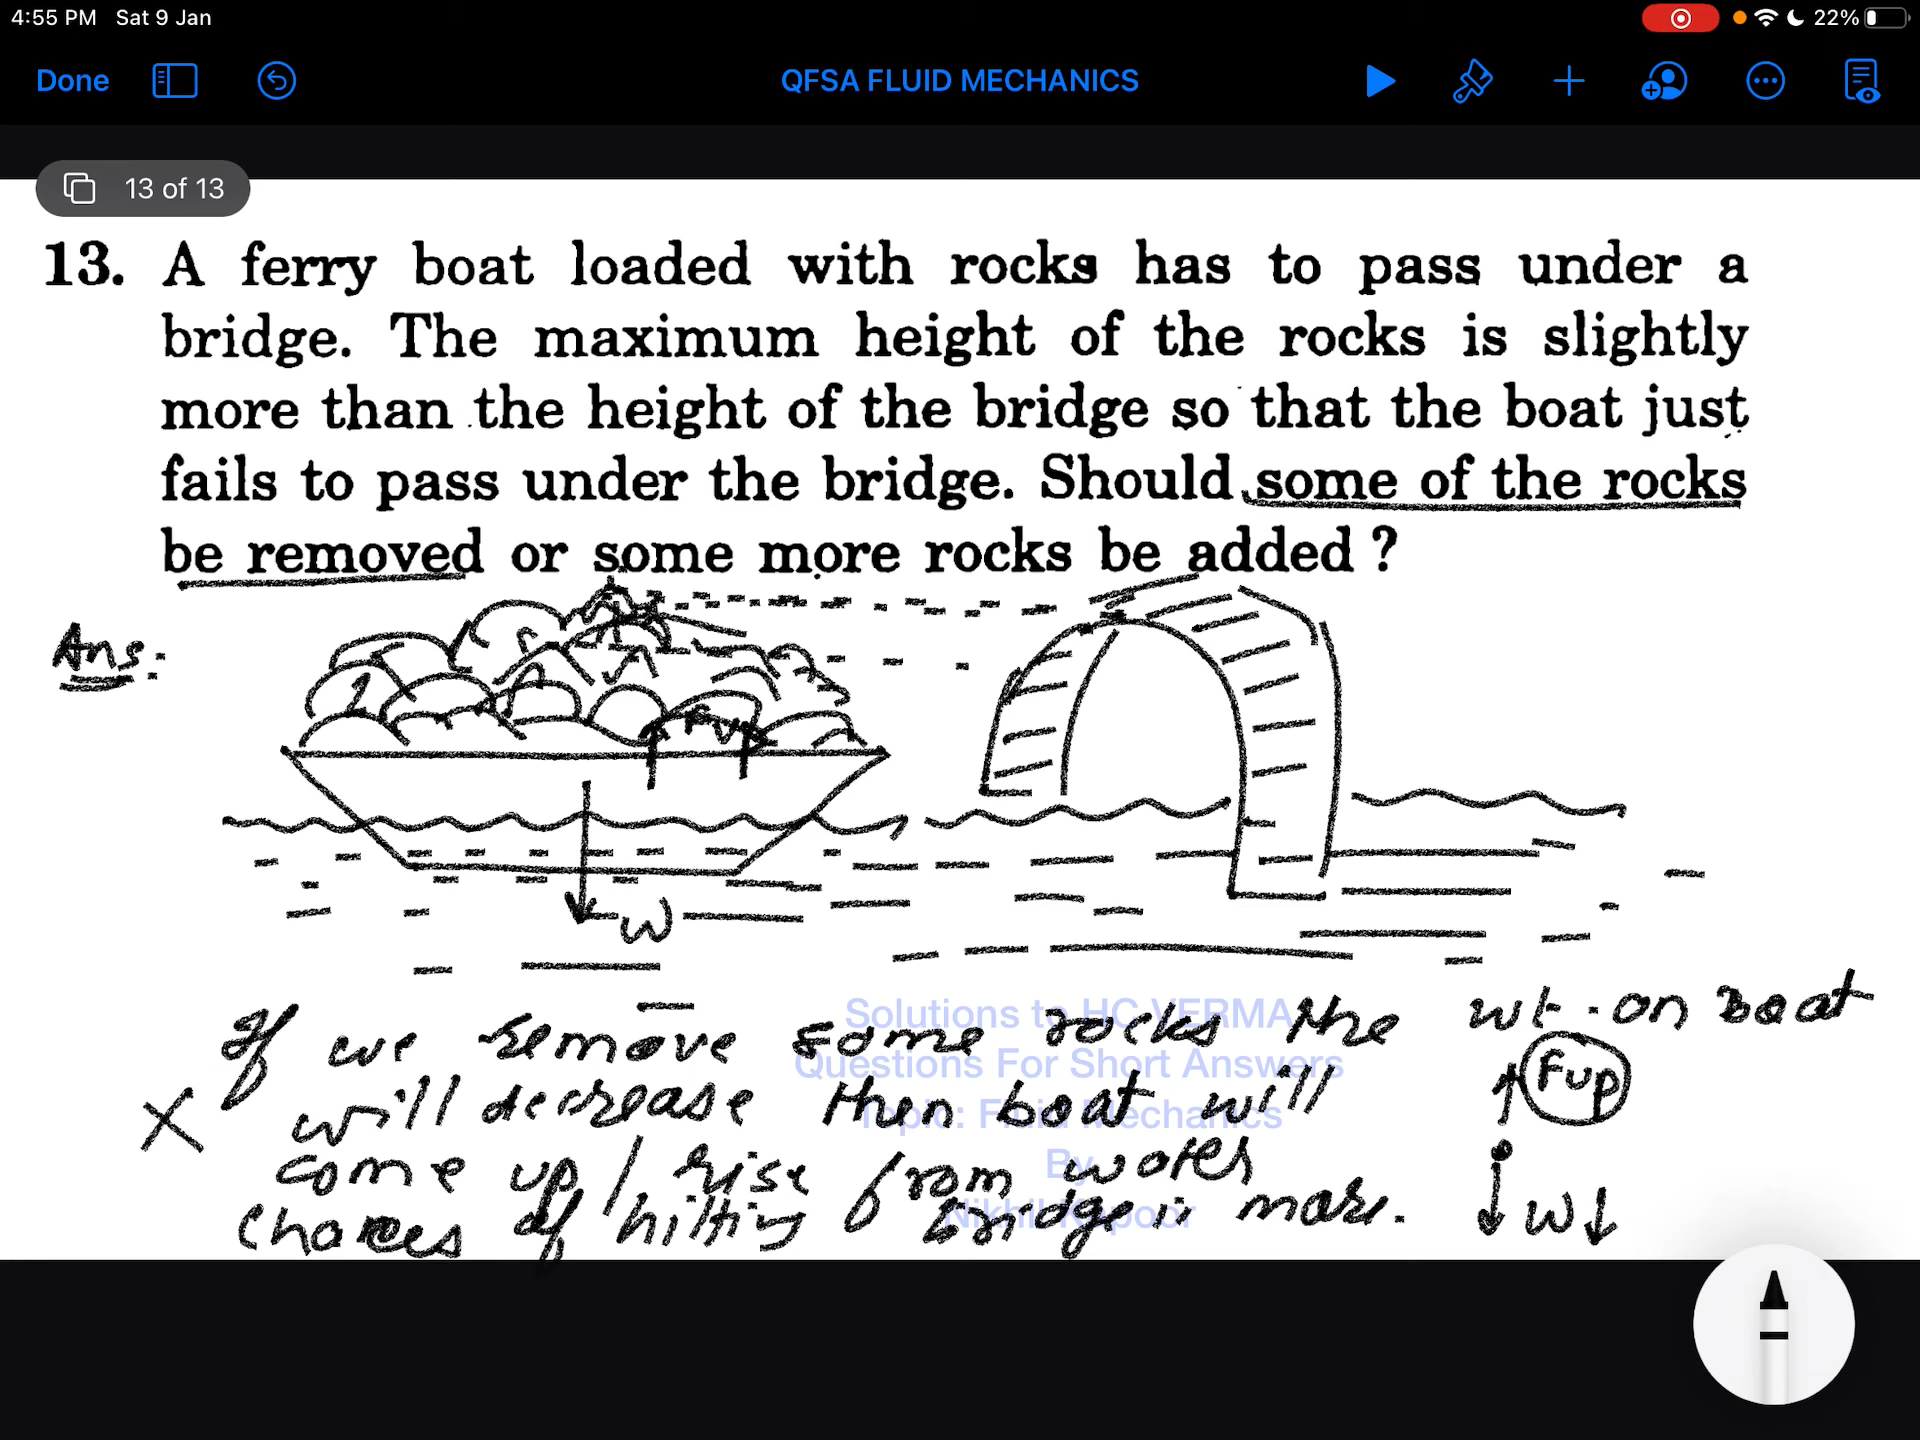 4:55 PM Sat 9 Jan
22%
Done
QFSA FLUID MECHANICS
13 of 13
13. A ferry boat loaded with rocks has to pass under a
bridge. The maximum height of the rocks is slightly
more than the height of the bridge so that the boat just
fails to pass under the bridge. Should some of the rocks
be removed or some more rocks be added ?
Ans:
Fup
W
Solutions to HC VERMA
Questions For Short Answers
Topic: Fluid Mechanics
By
Nikhil Kapoor
If we remove some rocks the wt. on Boat
will decrease then boat will
come up / rise from water
chances of hitting bridge is more.
X
Fup
W↓